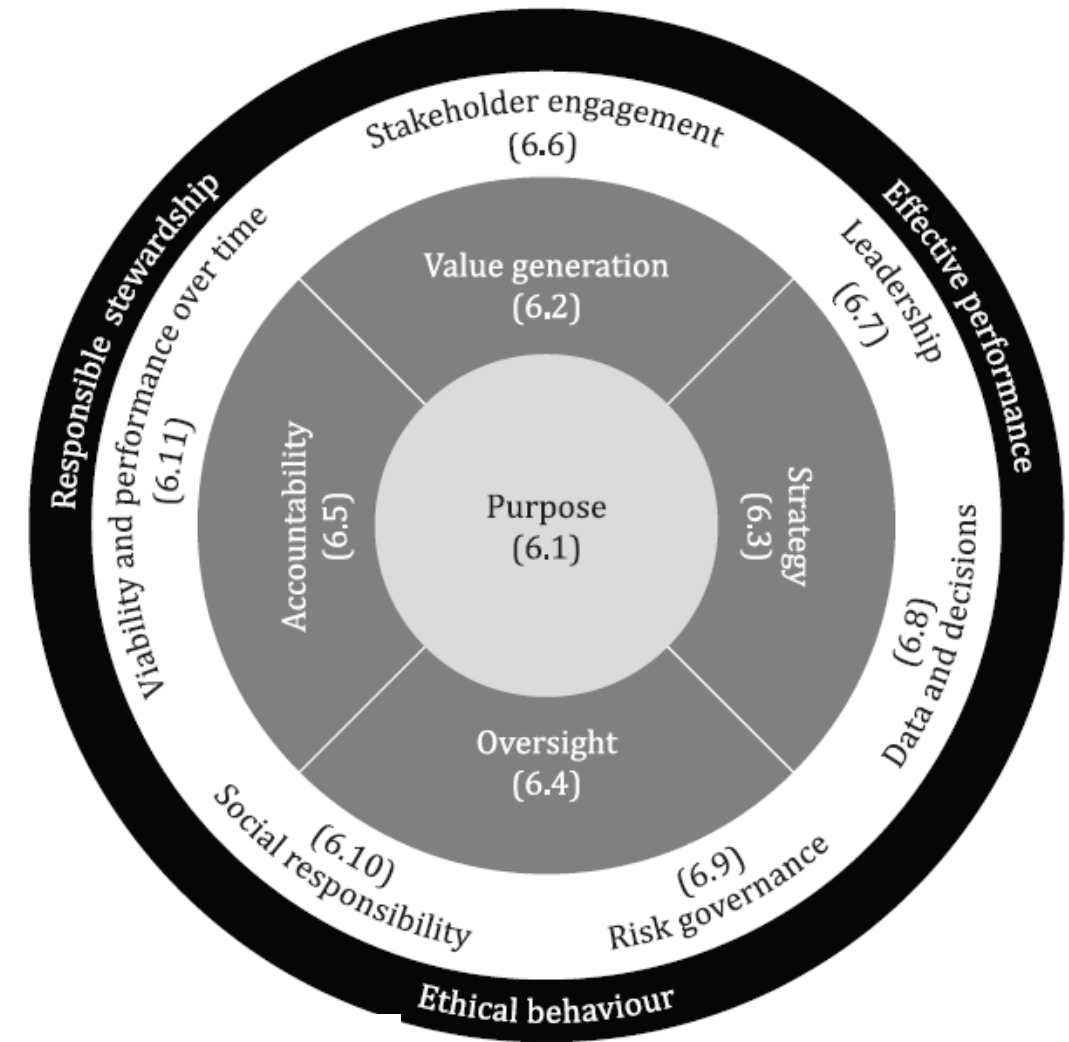 Stakeholder engagement
(6.6)
Responsible stewardship
Effective performance
Viability and performance over time
(6.11)
Leadership
(6.7)
Value generation
(6.2)
Accountability
(6.5)
Purpose
(6.1)
Strategy
(6.3)
(6.8)
Data and decisions
Oversight
(6.4)
(6.10)
Social responsibility
(6.9)
Risk governance
Ethical behaviour